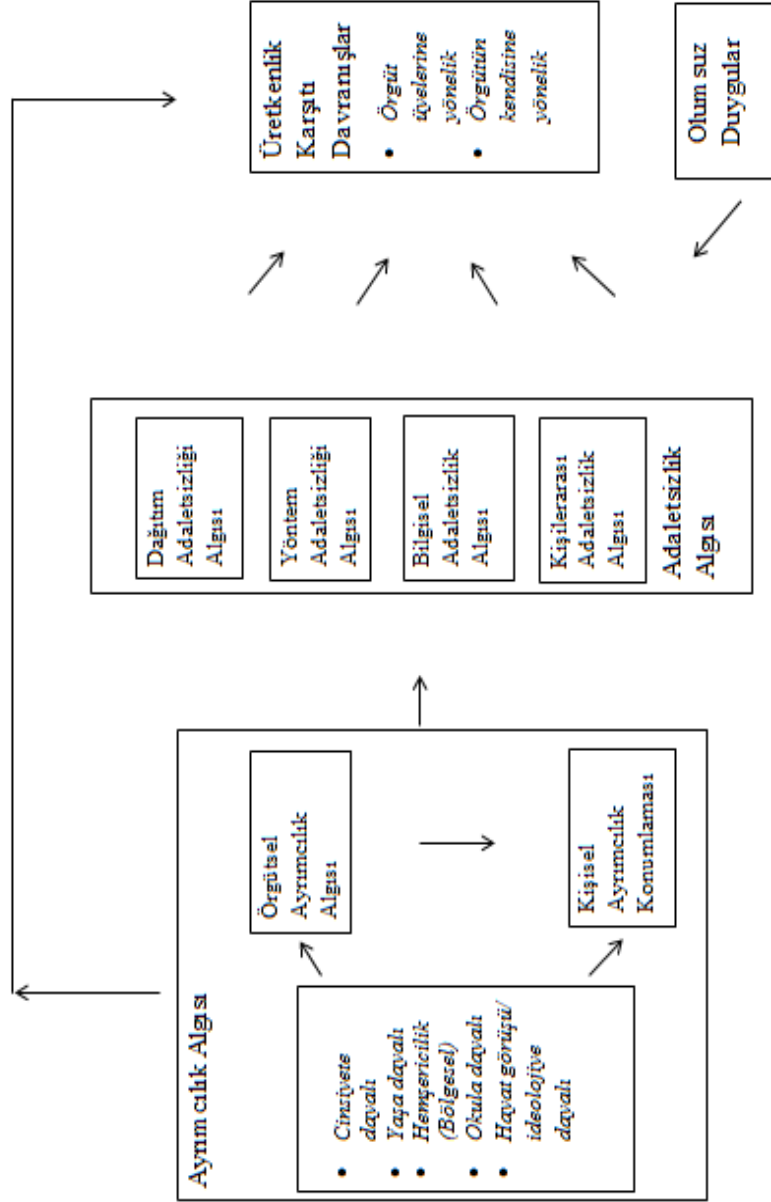 Ayrımcılık Algısı
• Cinsiyete
dayalı
• Yaşa dayalı
• Hemşericilik
(Bölgesel)
• Okula dayalı
• Hayat görüşü/
ideolojiye
dayalı
Örgütsel
Ayrımcılık
Algısı
Kişisel
Ayrımcılık
Konumlaması
Dağıtım
Adaletsizliği
Algısı
Yöntem
Adaletsizliği
Algısı
Bilgisel
Adaletsizlik
Algısı
Kişilerarası
Adaletsizlik
Algısı
Adaletsizlik
Algısı
Üretkenlik
Karşıtı
Davranışlar
• Örgüt
üyelerine
yönelik
• Örgütün
kendisine
yönelik
Olum suz
Duygular